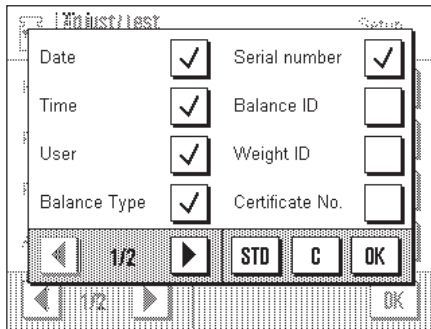 Adjust/Test Setup
Date Serial number
Time Balance ID
User Weight ID
Balance Type Certificate No.
1/2 STD C OK
1/2 OK